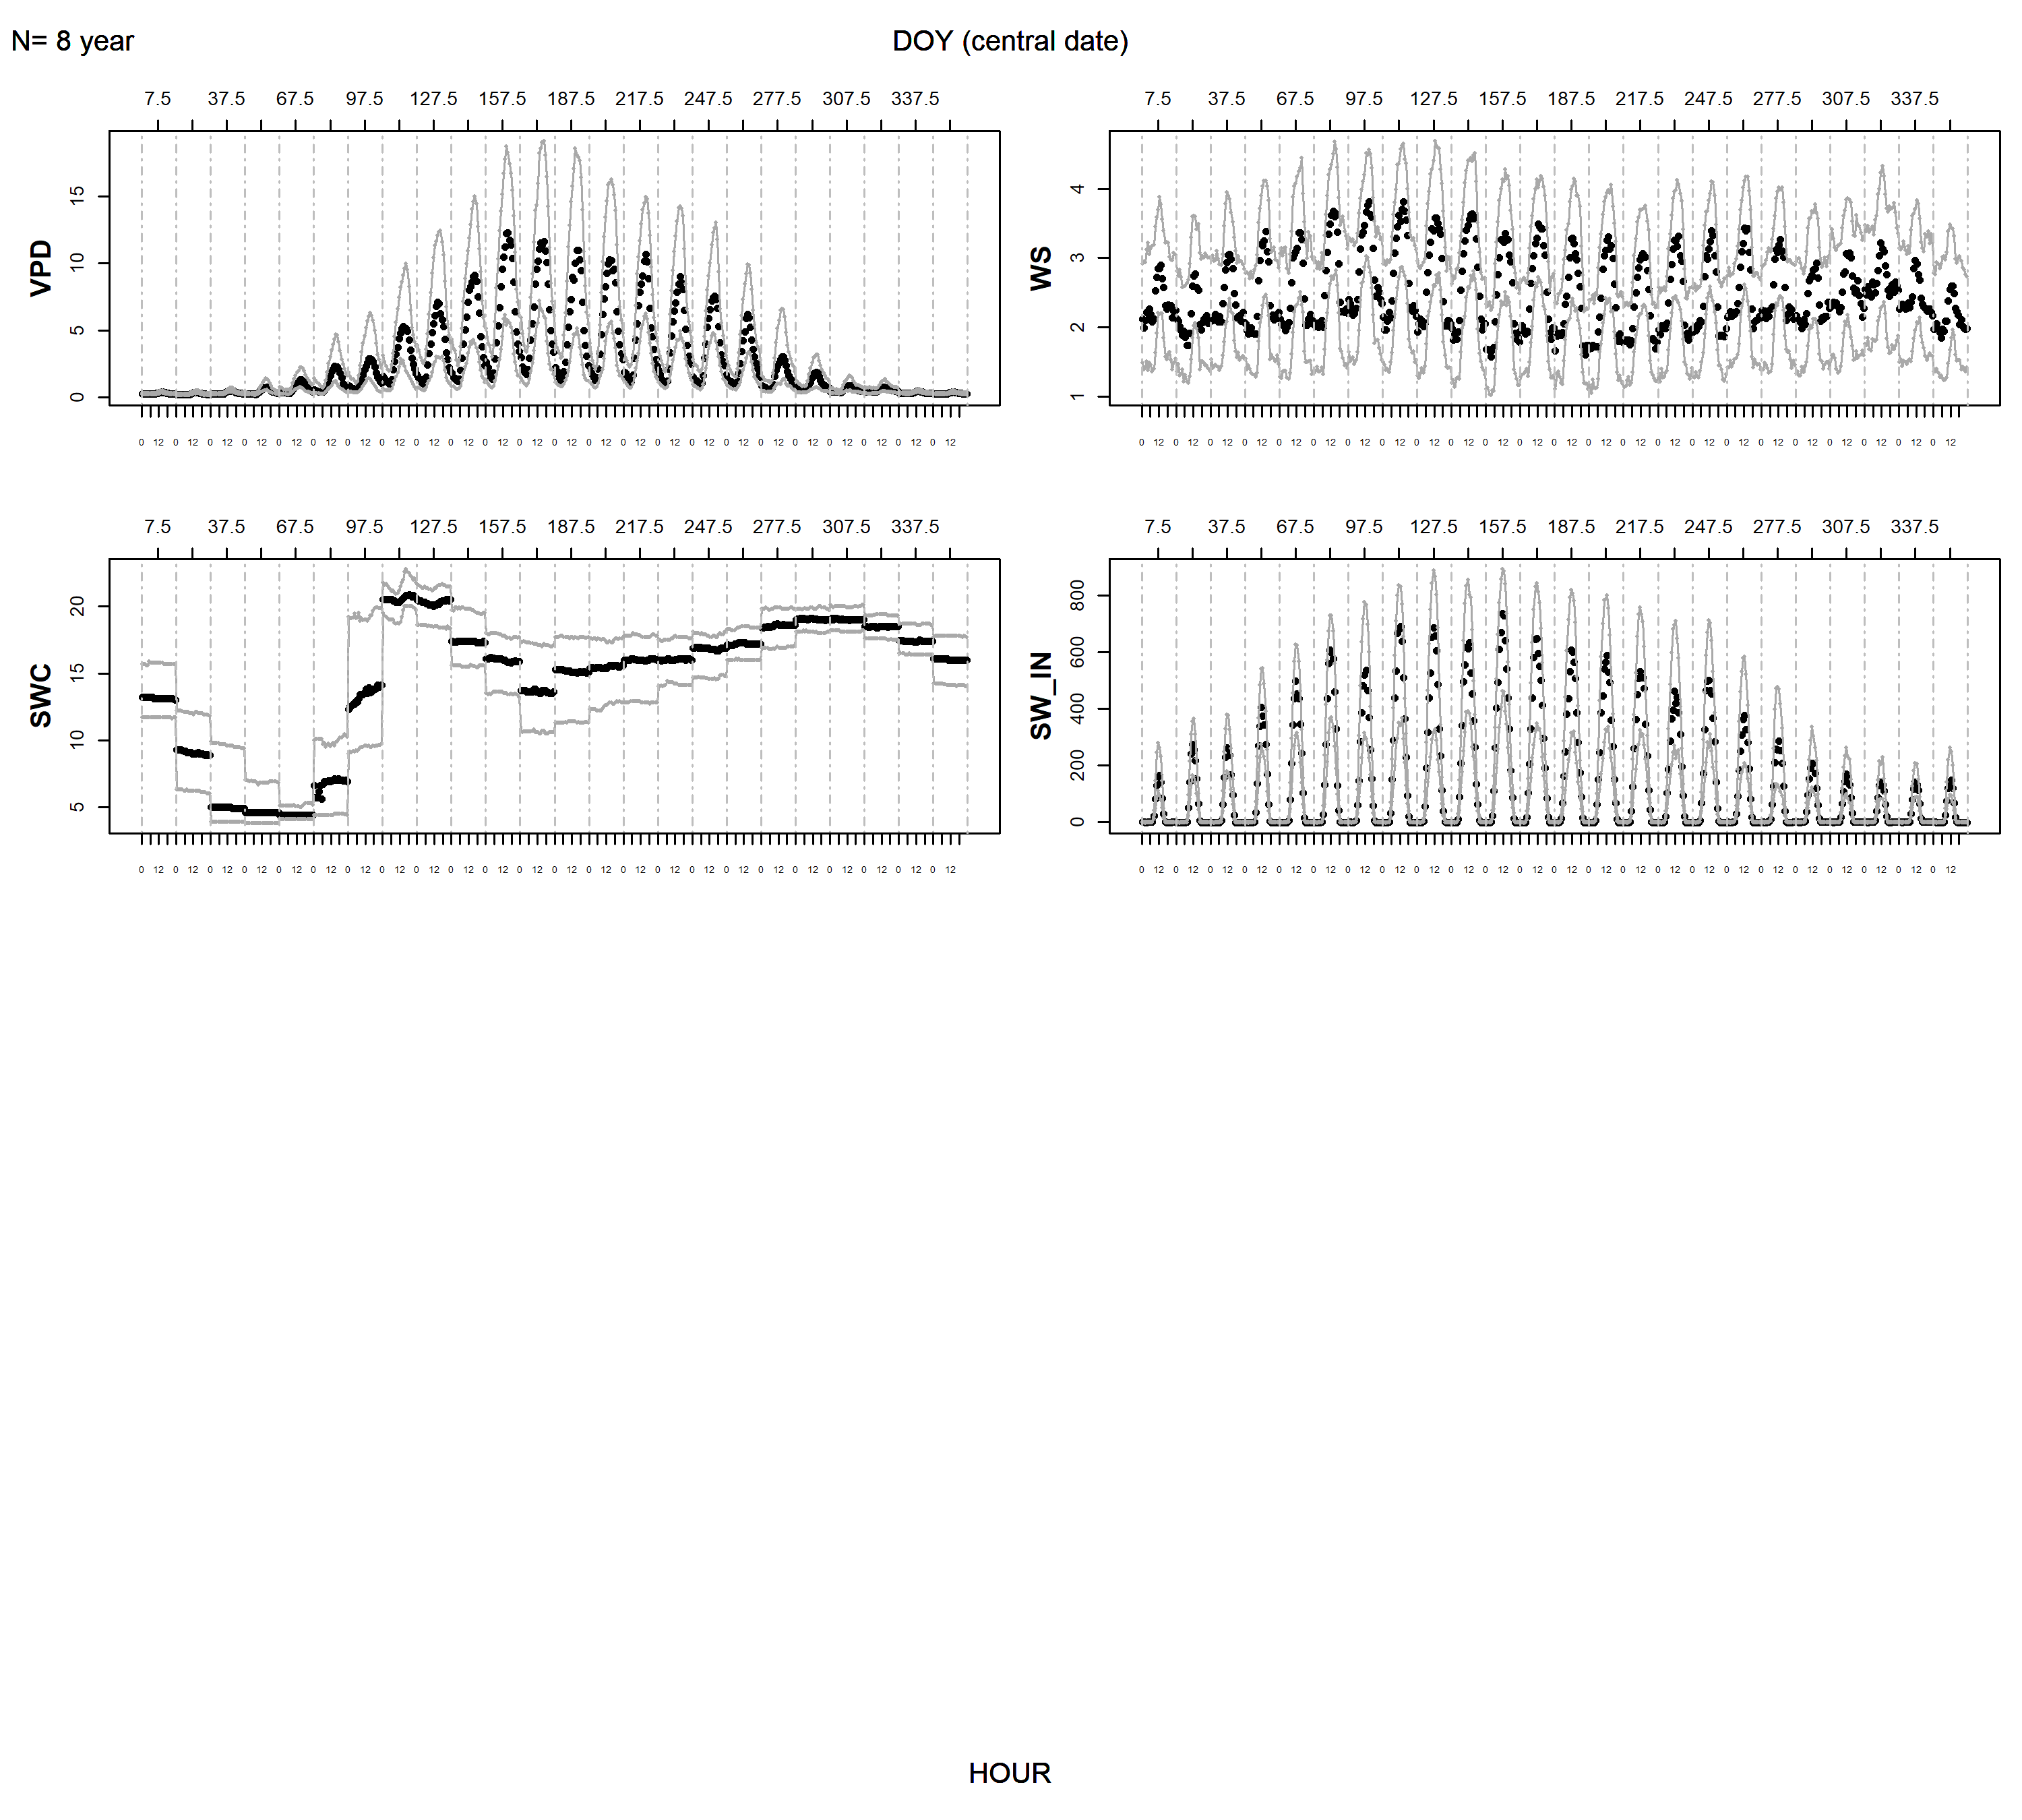 N= 8 year
DOY (central date)
7.5 37.5 67.5 97.5 127.5 157.5 187.5 217.5 247.5 277.5 307.5 337.5
VPD
0 5 10 15
0 12 0 12 0 12 0 12 0 12 0 12 0 12 0 12 0 12 0 12 0 12 0 12 0 12 0 12 0 12 0 12 0 12 0 12 0 12 0 12 0 12 0 12 0 12 0 12
7.5 37.5 67.5 97.5 127.5 157.5 187.5 217.5 247.5 277.5 307.5 337.5
WS
1 2 3 4
0 12 0 12 0 12 0 12 0 12 0 12 0 12 0 12 0 12 0 12 0 12 0 12 0 12 0 12 0 12 0 12 0 12 0 12 0 12 0 12 0 12 0 12 0 12 0 12
7.5 37.5 67.5 97.5 127.5 157.5 187.5 217.5 247.5 277.5 307.5 337.5
SWC
5 10 15 20
0 12 0 12 0 12 0 12 0 12 0 12 0 12 0 12 0 12 0 12 0 12 0 12 0 12 0 12 0 12 0 12 0 12 0 12 0 12 0 12 0 12 0 12 0 12 0 12
7.5 37.5 67.5 97.5 127.5 157.5 187.5 217.5 247.5 277.5 307.5 337.5
SW_IN
0 200 400 600 800
0 12 0 12 0 12 0 12 0 12 0 12 0 12 0 12 0 12 0 12 0 12 0 12 0 12 0 12 0 12 0 12 0 12 0 12 0 12 0 12 0 12 0 12 0 12 0 12
HOUR